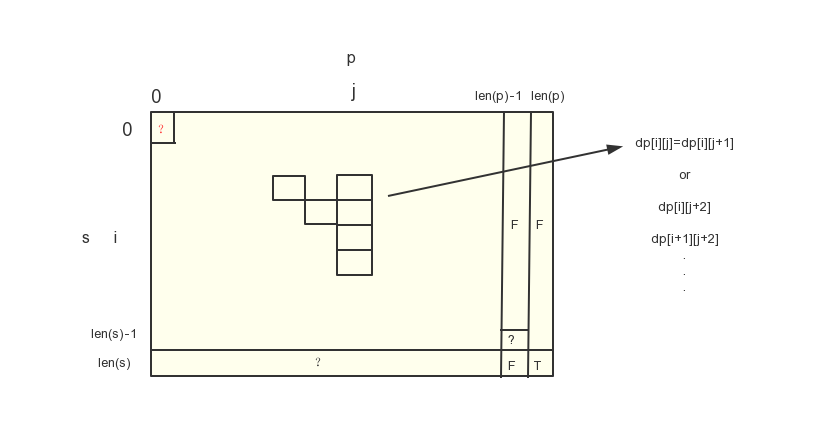 p
0 j len(p)-1 len(p)
0 ?
dp[i][j]=dp[i][j+1]
or
dp[i][j+2]
F F
s i
dp[i+1][j+2]
.
.
.
len(s)-1 ?
len(s) ? F T